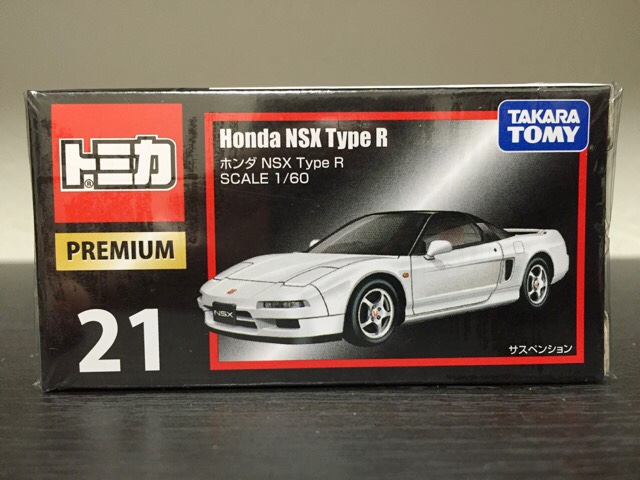 トミカ
®
PREMIUM
21
Honda NSX Type R
ホンダ NSX Type R
SCALE 1/60
TAKARA
TOMY
NSX
サスペンション